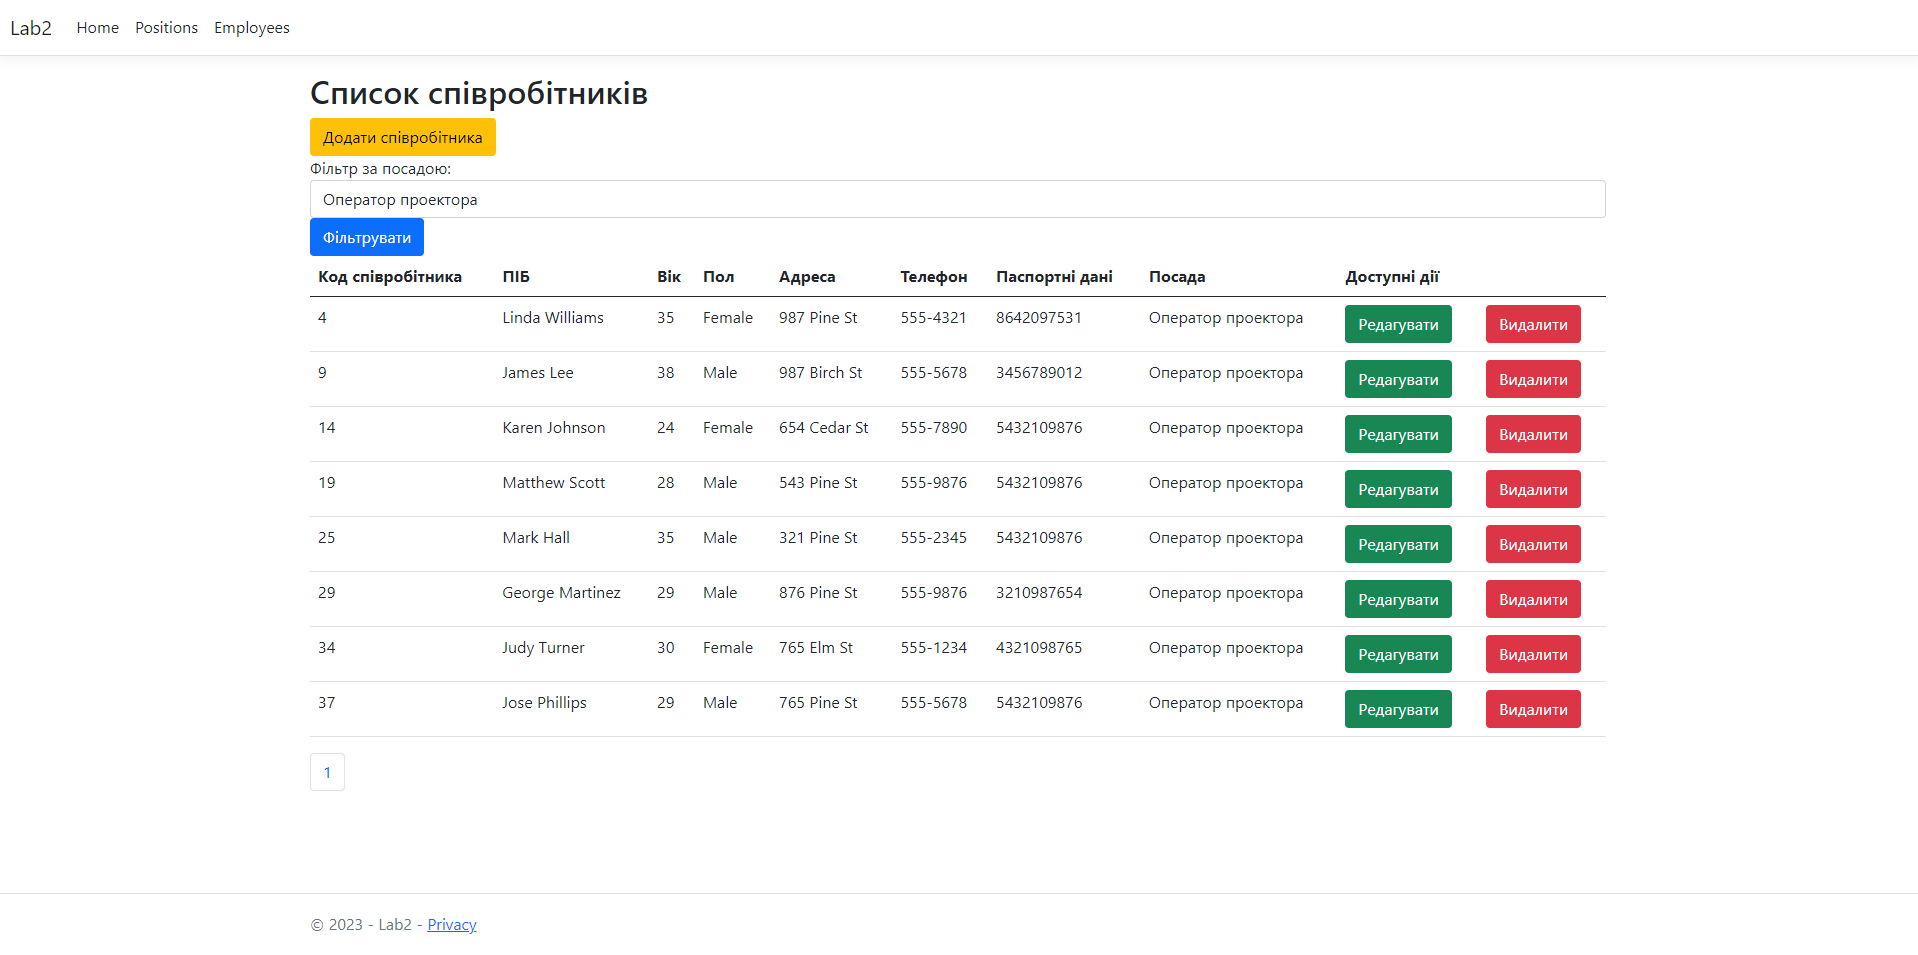 Lab2 Home Positions Employees
Список співробітників
Додати співробітника
Фільтр за посадою:
Оператор проектора
Фільтрувати
Код співробітника ПІБ Вік Пол Адреса Телефон Паспортні дані Посада Доступні дії
4 Linda Williams 35 Female 987 Pine St 555-4321 8642097531 Оператор проектора Редагувати Видалити
9 James Lee 38 Male 987 Birch St 555-5678 3456789012 Оператор проектора Редагувати Видалити
14 Karen Johnson 24 Female 654 Cedar St 555-7890 5432109876 Оператор проектора Редагувати Видалити
19 Matthew Scott 28 Male 543 Pine St 555-9876 5432109876 Оператор проектора Редагувати Видалити
25 Mark Hall 35 Male 321 Pine St 555-2345 5432109876 Оператор проектора Редагувати Видалити
29 George Martinez 29 Male 876 Pine St 555-9876 3210987654 Оператор проектора Редагувати Видалити
34 Judy Turner 30 Female 765 Elm St 555-1234 4321098765 Оператор проектора Редагувати Видалити
37 Jose Phillips 29 Male 765 Pine St 555-5678 5432109876 Оператор проектора Редагувати Видалити
1
© 2023 - Lab2 - Privacy